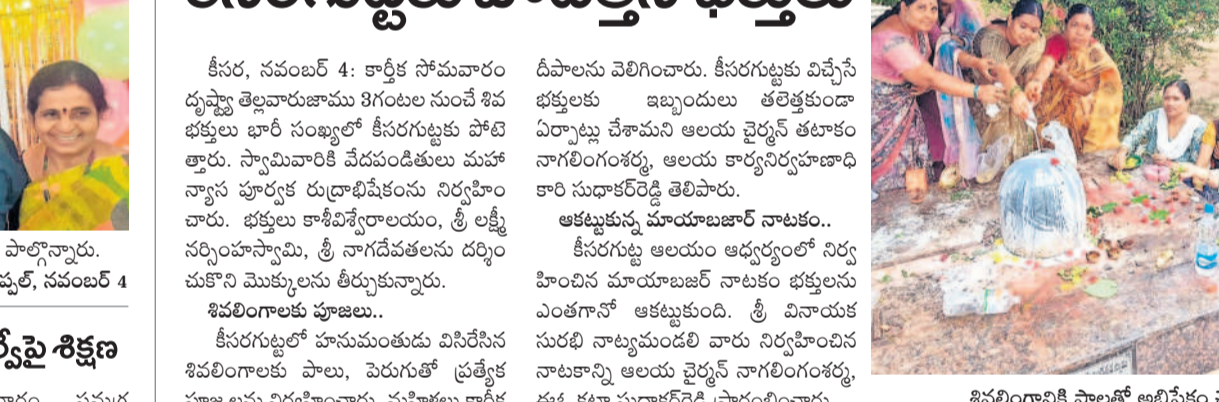 పాల్గొన్నారు.
నవంబర్ 4
శిక్షణ
కీసర, నవంబర్ 4: కార్తీక సోమవారం
దృష్ట్యా తెల్లవారుజాము 3గంటల నుంచే శివ
భక్తులు భారీ సంఖ్యలో కీసరగుట్టకు పోటె
త్తారు. స్వామివారికి వేదపండితులు మహా
న్యాస పూర్వక రుద్రాభిషేకంను నిర్వహిం
చారు. భక్తులు కాశీవిశ్వేరాలయం, శ్రీ లక్ష్మీ
నర్సింహస్వామి, శ్రీ నాగదేవతలను దర్శిం
చుకొని మొక్కులను తీర్చుకున్నారు.
శివలింగాలకు పూజలు..
కీసరగుట్టలో హనుమంతుడు విసిరేసిన
శివలింగాలకు పాలు, పెరుగుతో ప్రత్యేక
దీపాలను వెలిగించారు. కీసరగుట్టకు విచ్చేసే
భక్తులకు ఇబ్బందులు తలెత్తకుండా
ఏర్పాట్లు చేశామని ఆలయ చైర్మన్ తటాకం
నాగలింగంశర్మ, ఆలయ కార్యనిర్వహణాధి
కారి సుధాకర్‌రెడ్డి తెలిపారు.
ఆకట్టుకున్న మాయాబజార్ నాటకం..
కీసరగుట్ట ఆలయం ఆధ్వర్యంలో నిర్వ
హించిన మాయాబజర్ నాటకం భక్తులను
ఎంతగానో ఆకట్టుకుంది. శ్రీ వినాయక
సురభి నాట్యమండలి వారు నిర్వహించిన
నాటకాన్ని ఆలయ చైర్మన్ నాగలింగంశర్మ,